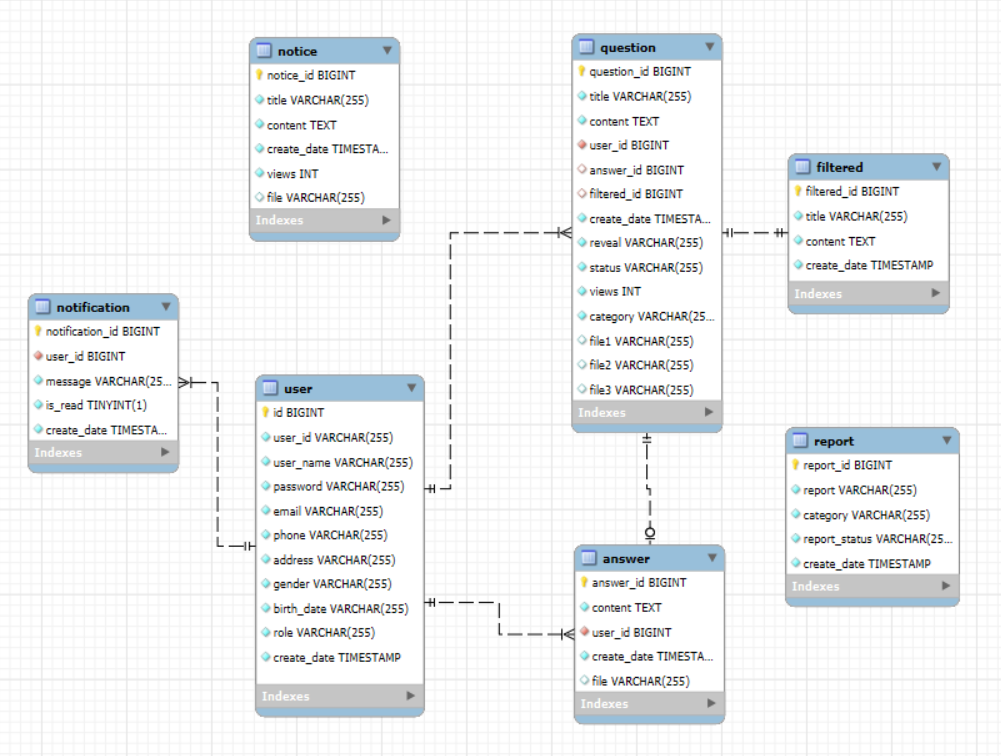 notice
notice_id BIGINT
title VARCHAR(255)
content TEXT
create_date TIMESTA...
views INT
file VARCHAR(255)
Indexes
question
question_id BIGINT
title VARCHAR(255)
content TEXT
user_id BIGINT
answer_id BIGINT
filtered_id BIGINT
create_date TIMESTA...
reveal VARCHAR(255)
status VARCHAR(255)
views INT
category VARCHAR(25...
file1 VARCHAR(255)
file2 VARCHAR(255)
file3 VARCHAR(255)
Indexes
filtered
filtered_id BIGINT
title VARCHAR(255)
content TEXT
create_date TIMESTAMP
Indexes
notification
notification_id BIGINT
user_id BIGINT
message VARCHAR(25...
is_read TINYINT(1)
create_date TIMESTA...
Indexes
user
id BIGINT
user_id VARCHAR(255)
user_name VARCHAR(255)
password VARCHAR(255)
email VARCHAR(255)
phone VARCHAR(255)
address VARCHAR(255)
gender VARCHAR(255)
birth_date VARCHAR(255)
role VARCHAR(255)
create_date TIMESTAMP
Indexes
report
report_id BIGINT
report VARCHAR(255)
category VARCHAR(255)
report_status VARCHAR(25...
create_date TIMESTAMP
Indexes
answer
answer_id BIGINT
content TEXT
user_id BIGINT
create_date TIMESTA...
file VARCHAR(255)
Indexes